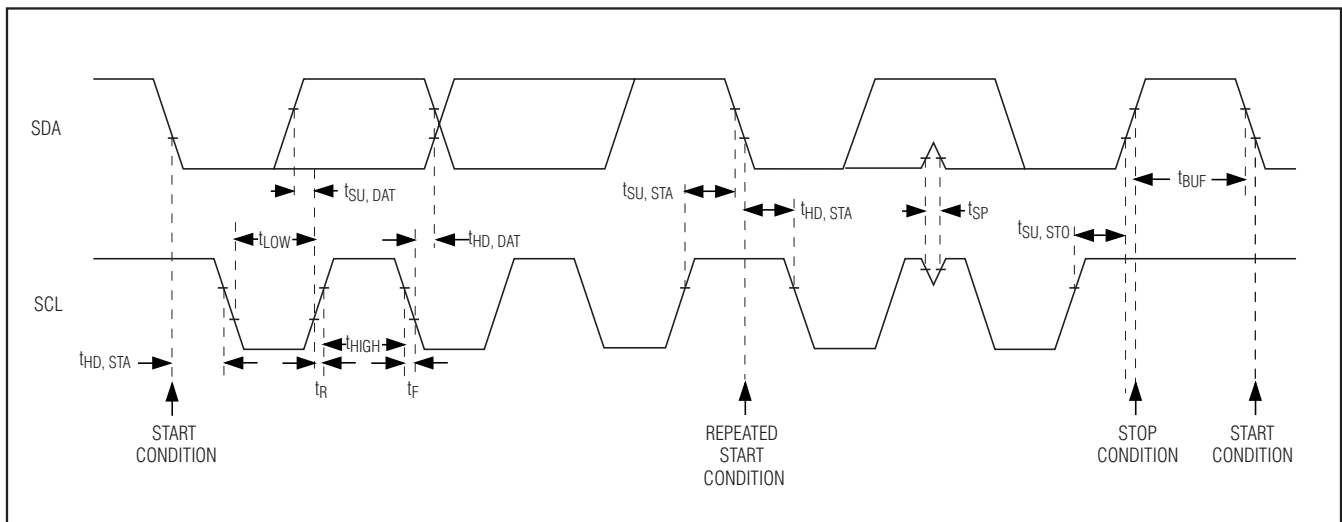 SDA
tSU, DAT
tSU, STA
tBUF
tHD, STA
tSP
tLOW
tHD, DAT
tSU, STO
SCL
tHIGH
tHD, STA
tR
tF
START
CONDITION
REPEATED
START
CONDITION
STOP
CONDITION
START
CONDITION